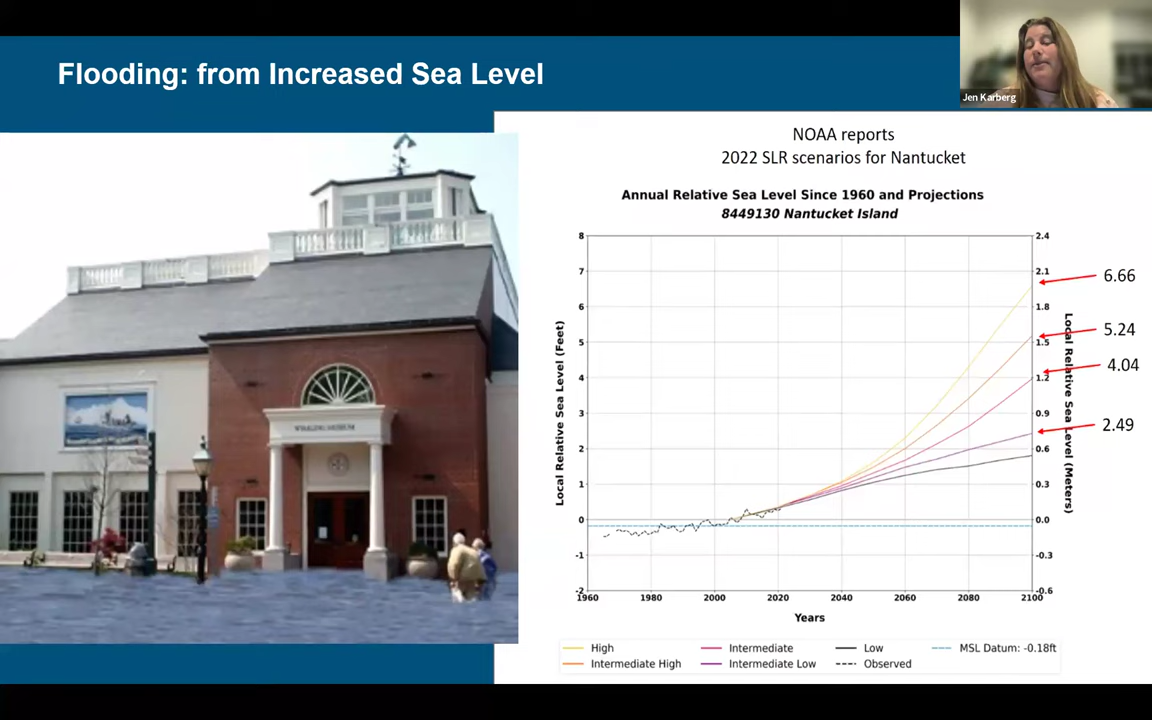 Flooding: from Increased Sea Level
Jen Karberg
WHALING MUSEUM
NOAA reports
2022 SLR scenarios for Nantucket
Annual Relative Sea Level Since 1960 and Projections
8449130 Nantucket Island
Local Relative Sea Level (Feet)
8
7
6
5
4
3
2
1
0
-1
-2
2.4
2.1
1.8
1.5
1.2
0.9
0.6
0.3
0.0
-0.3
-0.6
Local Relative Sea Level (Meters)
6.66
5.24
4.04
2.49
1960 1980 2000 2020 2040 2060 2080 2100
Years
High Intermediate Low MSL Datum: -0.18ft
Intermediate High Intermediate Low Observed